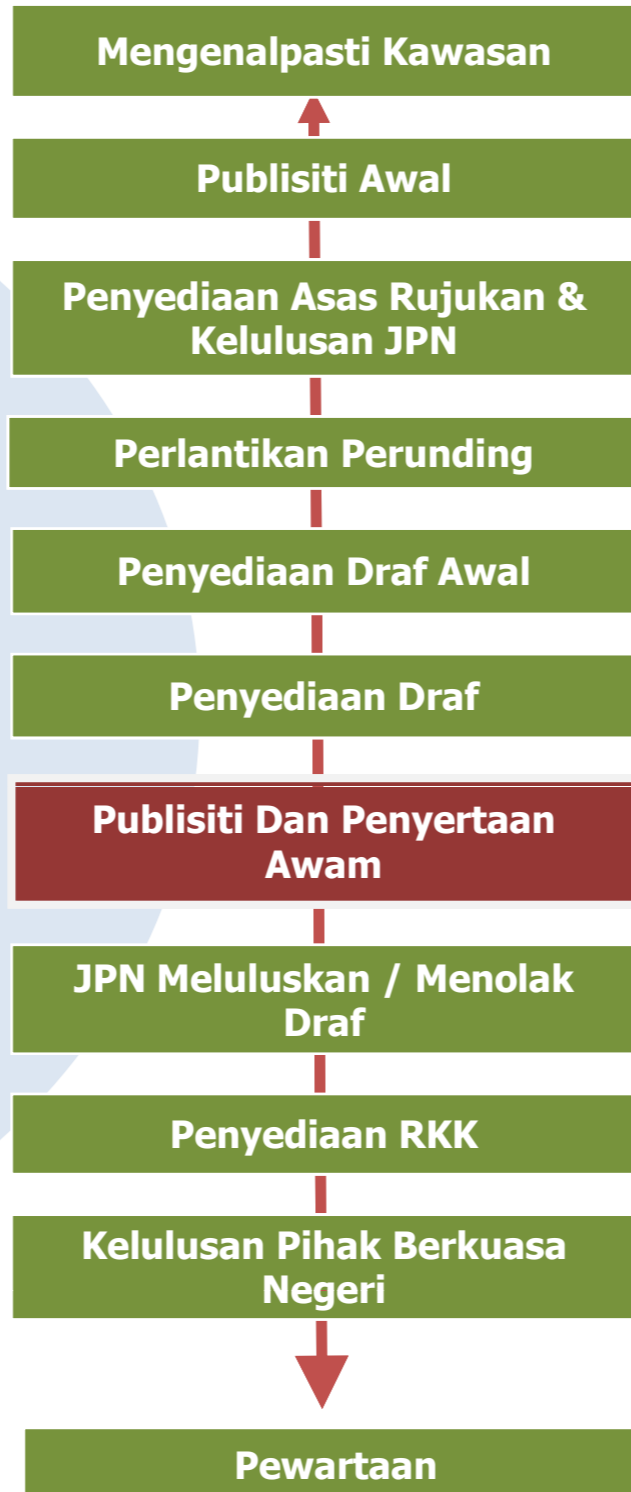 Mengenalpasti Kawasan
Publisiti Awal
Penyediaan Asas Rujukan &
Kelulusan JPN
Perlantikan Perunding
Penyediaan Draf Awal
Penyediaan Draf
Publisiti Dan Penyertaan
Awam
JPN Meluluskan / Menolak
Draf
Penyediaan RKK
Kelulusan Pihak Berkuasa
Negeri
Pewartaan